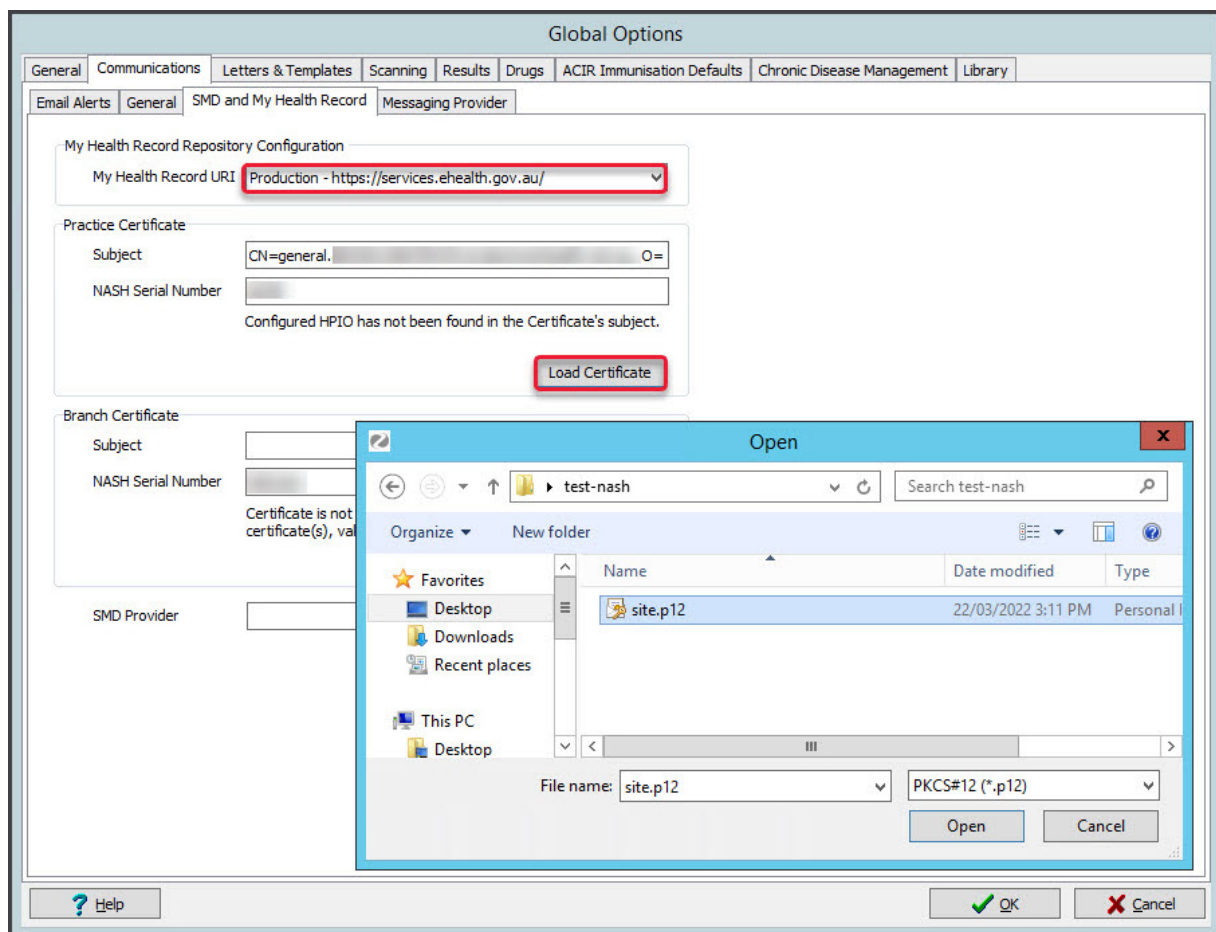 Global Options
General Communications Letters & Templates Scanning Results Drugs ACIR Immunisation Defaults Chronic Disease Management Library
Email Alerts General SMD and My Health Record Messaging Provider
My Health Record Repository Configuration
My Health Record URI Production - https://services.ehealth.gov.au/
Practice Certificate
Subject CN=general. O=
NASH Serial Number
Configured HPIO has not been found in the Certificate's subject.
Load Certificate
Branch Certificate
Subject
NASH Serial Number
Certificate is not
certificate(s), val
SMD Provider
Open
test-nash Search test-nash
Organize New folder
Name Date modified Type
Favorites
Desktop
Downloads
Recent places
This PC
Desktop
site.p12 22/03/2022 3:11 PM Personal I
File name: site.p12 PKCS#12 (*.p12)
Open Cancel
Help OK Cancel